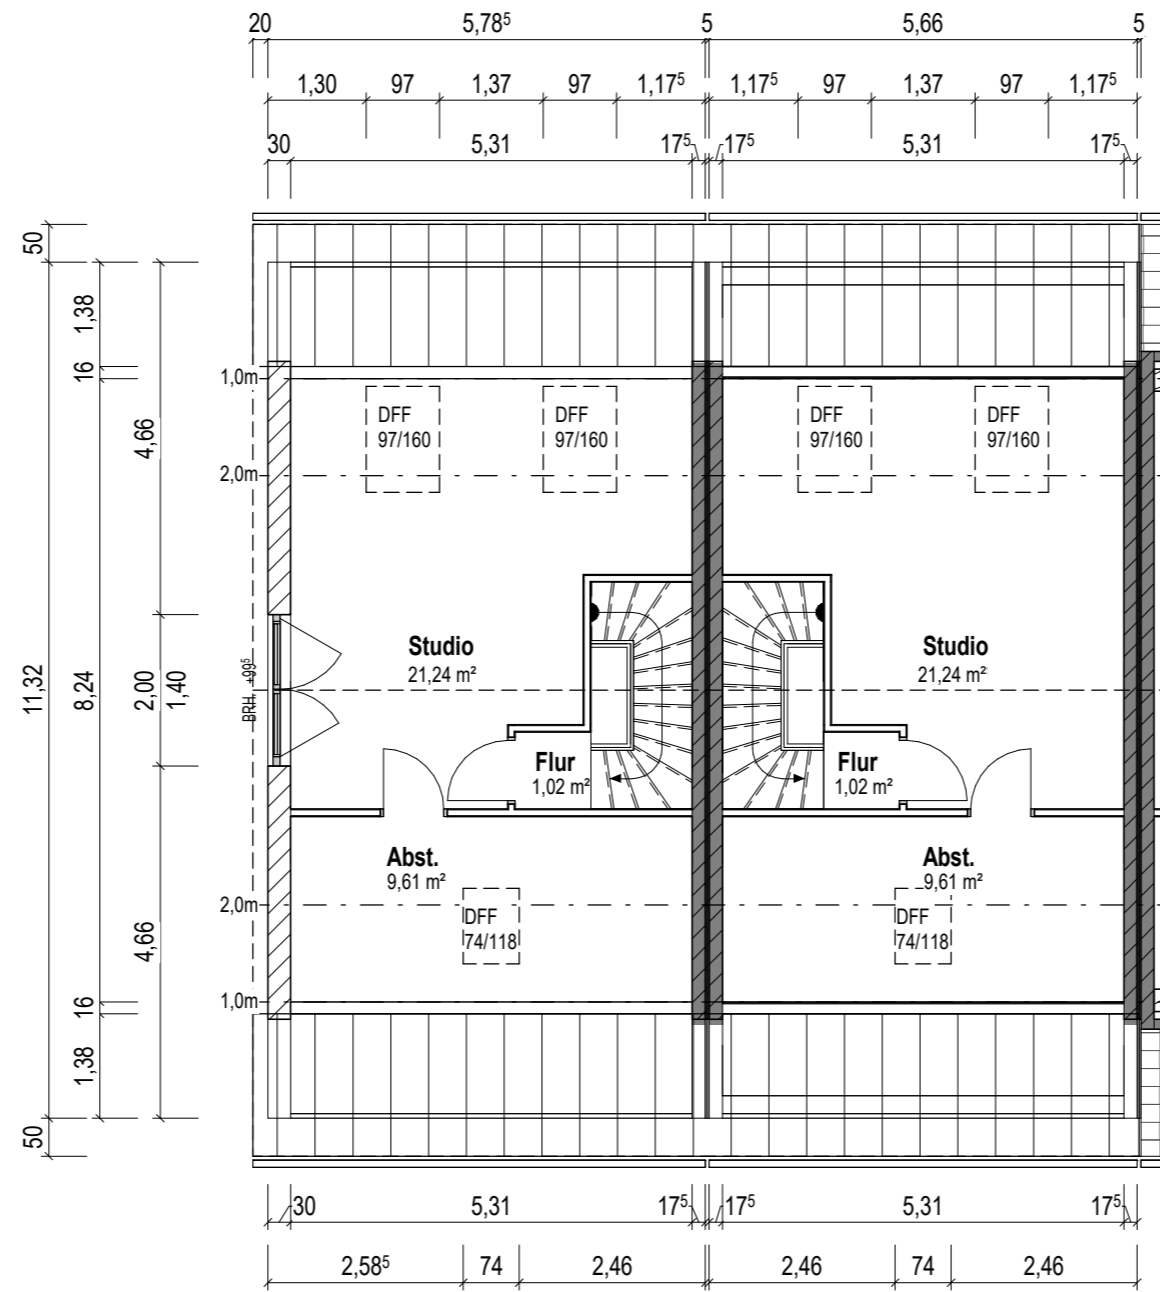 20 5,78⁵ 5 5,66 5
1,30 97 1,37 97 1,17⁵ 1,17⁵ 97 1,37 97 1,17⁵
30 5,31 17⁵ 17⁵ 5,31 17⁵
50
1,38
16
1,0m
DFF
97/160
DFF
97/160
DFF
97/160
DFF
97/160
4,66
2,0m
11,32
8,24
2,00
1,40
BRH. +99⁵
Studio
21,24 m²
Studio
21,24 m²
Flur
1,02 m²
Flur
1,02 m²
Abst.
9,61 m²
Abst.
9,61 m²
2,0m
DFF
74/118
DFF
74/118
4,66
1,0m
16
1,38
50
30 5,31 17⁵ 17⁵ 5,31 17⁵
2,58⁵ 74 2,46 2,46 74 2,46